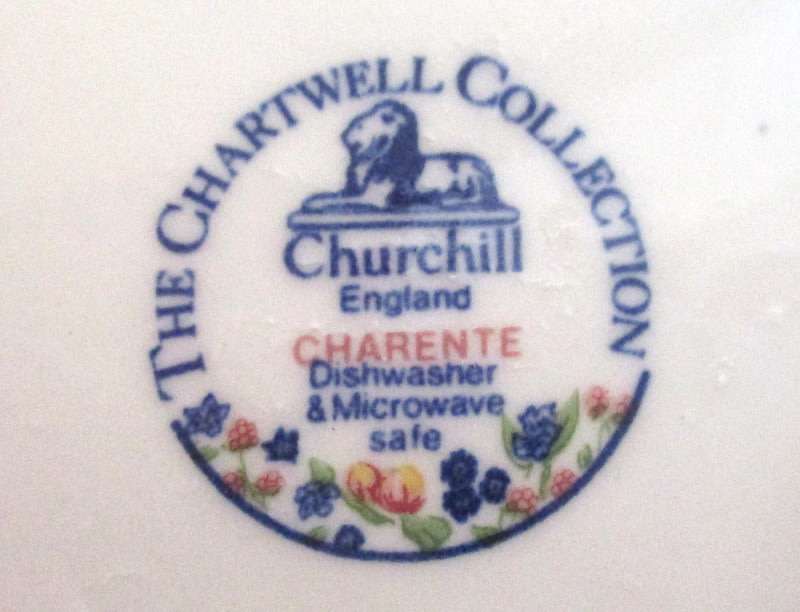 THE CHARTWELL COLLECTION
Churchill
England
CHARENTE
Dishwasher
& Microwave
safe